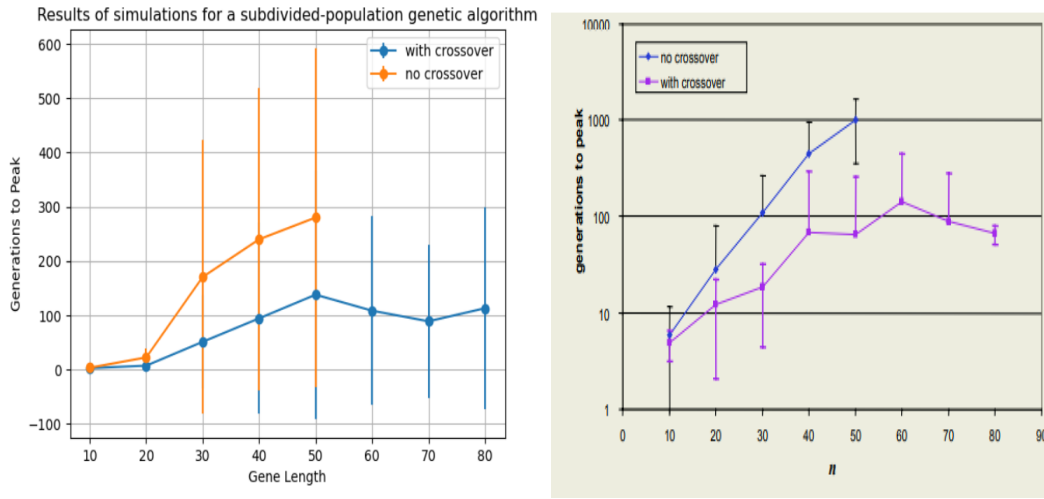 Results of simulations for a subdivided-population genetic algorithm
with crossover
no crossover
Generations to Peak
600
500
400
300
200
100
0
−100
10 20 30 40 50 60 70 80
Gene Length
no crossover
with crossover
generations to peak
10000
1000
100
10
1
0 10 20 30 40 50 60 70 80 90
n